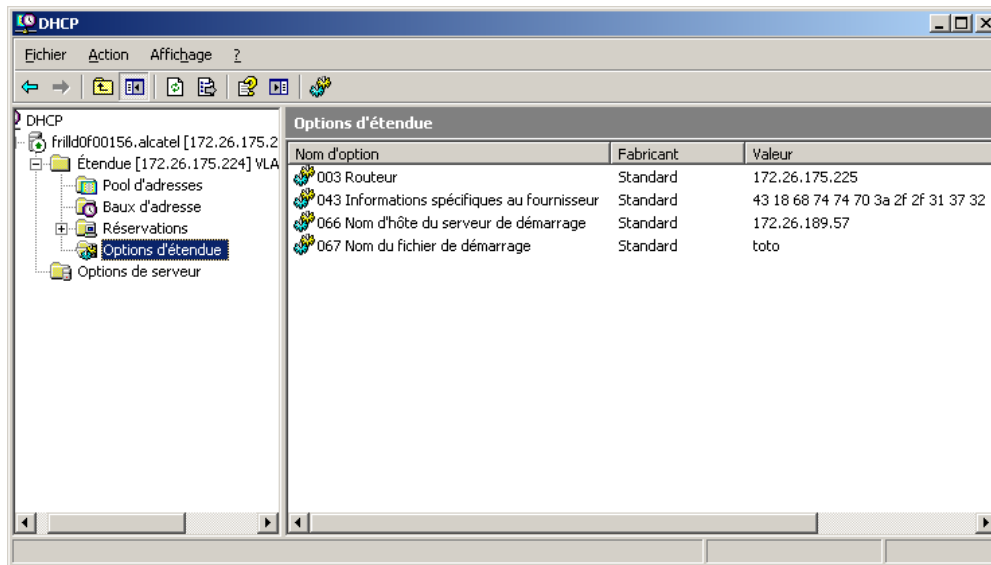 DHCP
Fichier Action Affichage ?
DHCP
frilld0f00156.alcatel [172.26.175.2
Étendue [172.26.175.224] VLA
Pool d'adresses
Baux d'adresse
Réservations
Options d'étendue
Options de serveur
Options d'étendue
Nom d'option Fabricant Valeur
003 Routeur Standard 172.26.175.225
043 Informations spécifiques au fournisseur Standard 43 18 68 74 74 70 3a 2f 2f 31 37 32
066 Nom d'hôte du serveur de démarrage Standard 172.26.189.57
067 Nom du fichier de démarrage Standard toto